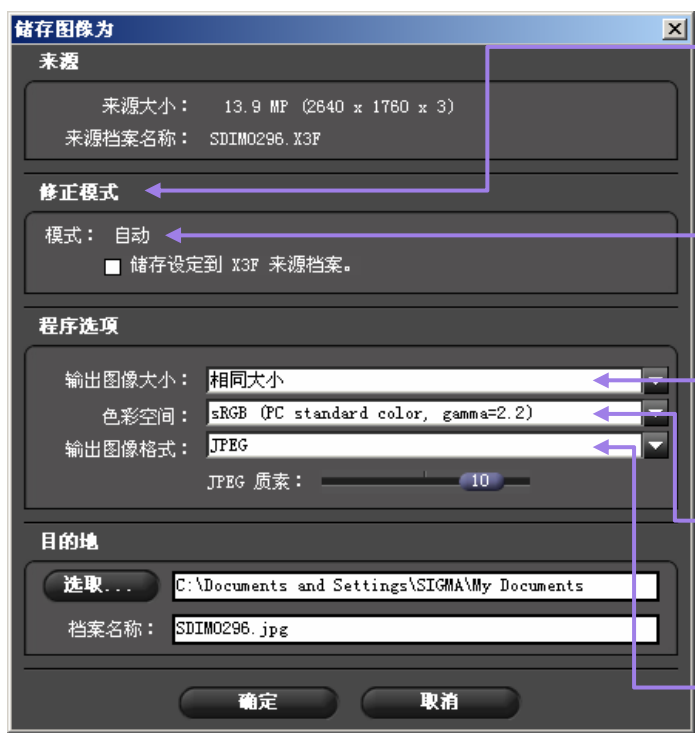 储存图像为
来源
来源大小： 13.9 MP (2640 x 1760 x 3)
来源档案名称： SDIM0296.X3F
修正模式
模式： 自动
储存设定到 X3F 来源档案。
程序选项
输出图像大小： 相同大小
色彩空间： sRGB (PC standard color, gamma=2.2)
输出图像格式： JPEG
JPEG 质素： 10
目的地
选取... C:\Documents and Settings\SIGMA\My Documents
档案名称： SDIM0296.jpg
确定 取消